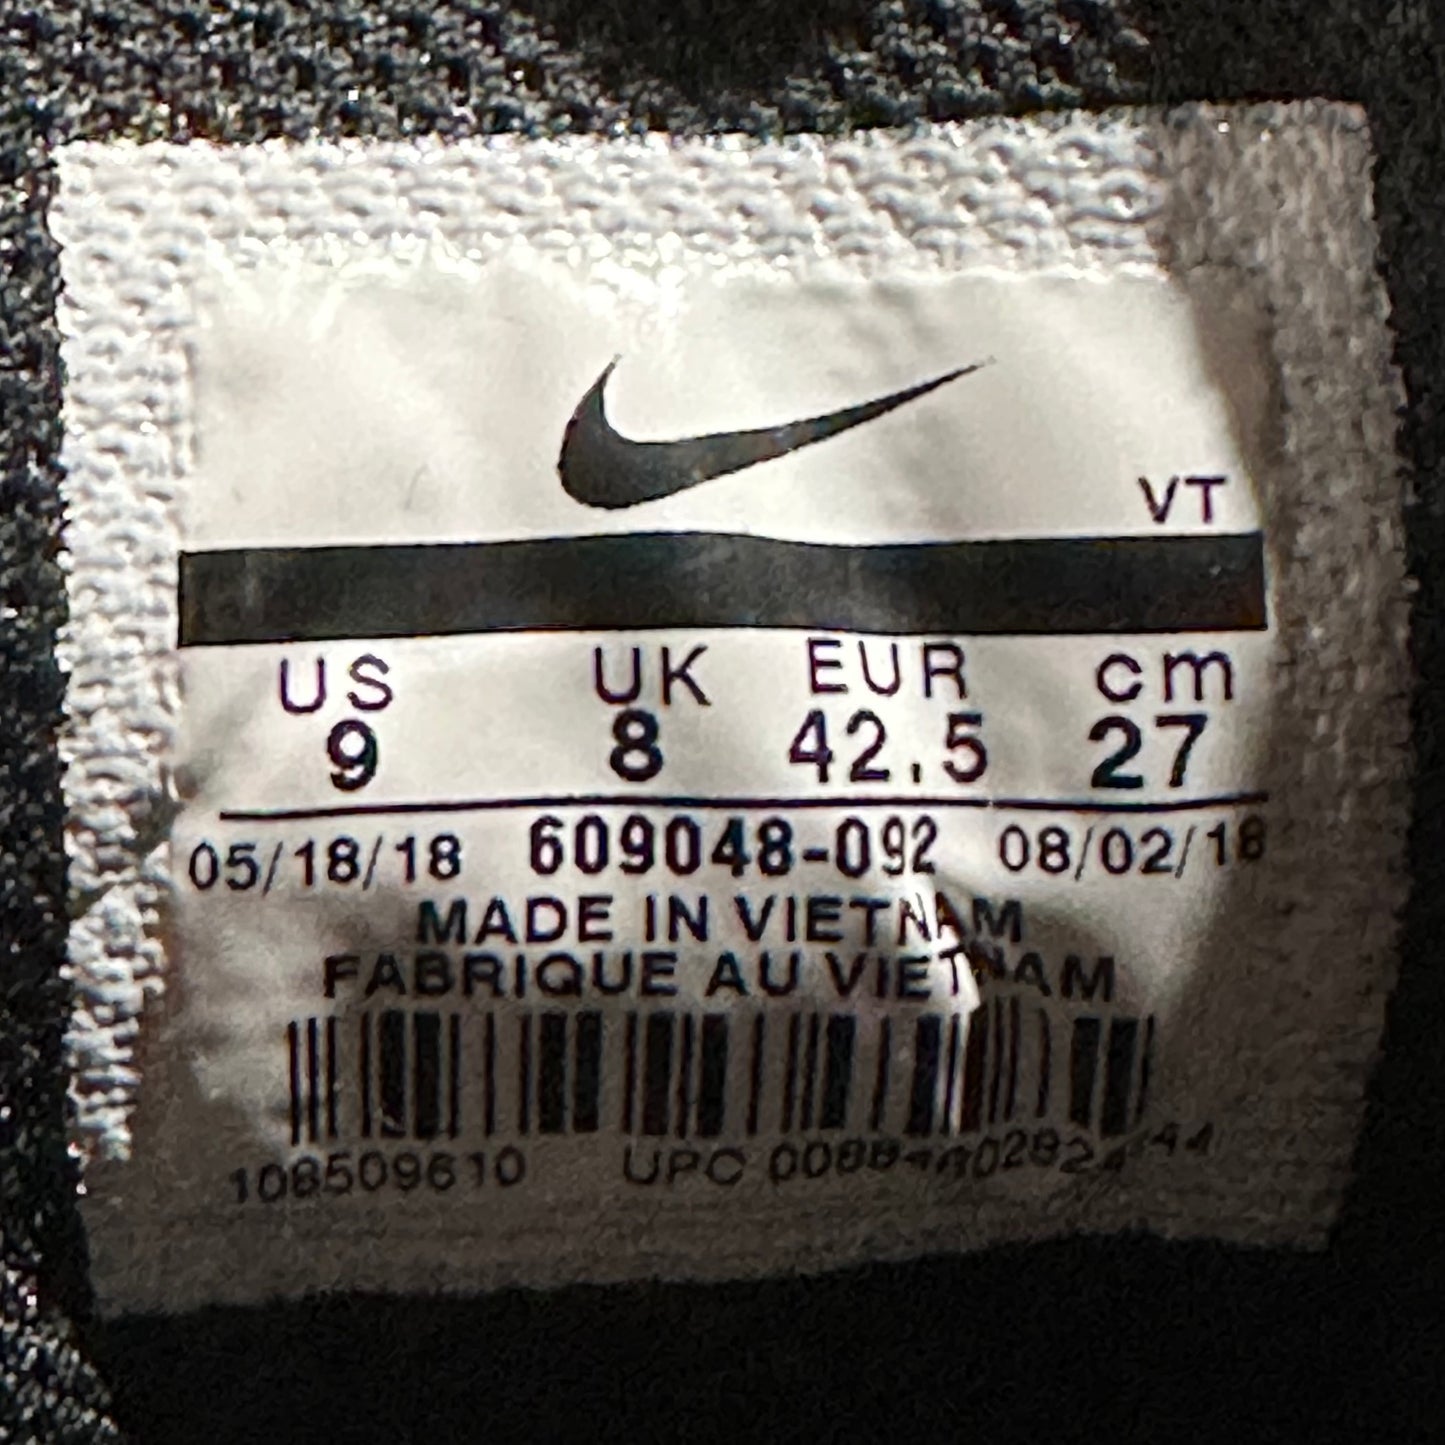 VT
US UK EUR cm
9 8 42.5 27
05/18/18 609048-092 08/02/18
MADE IN VIETNAM
FABRIQUE AU VIETNAM
108509610 UPC